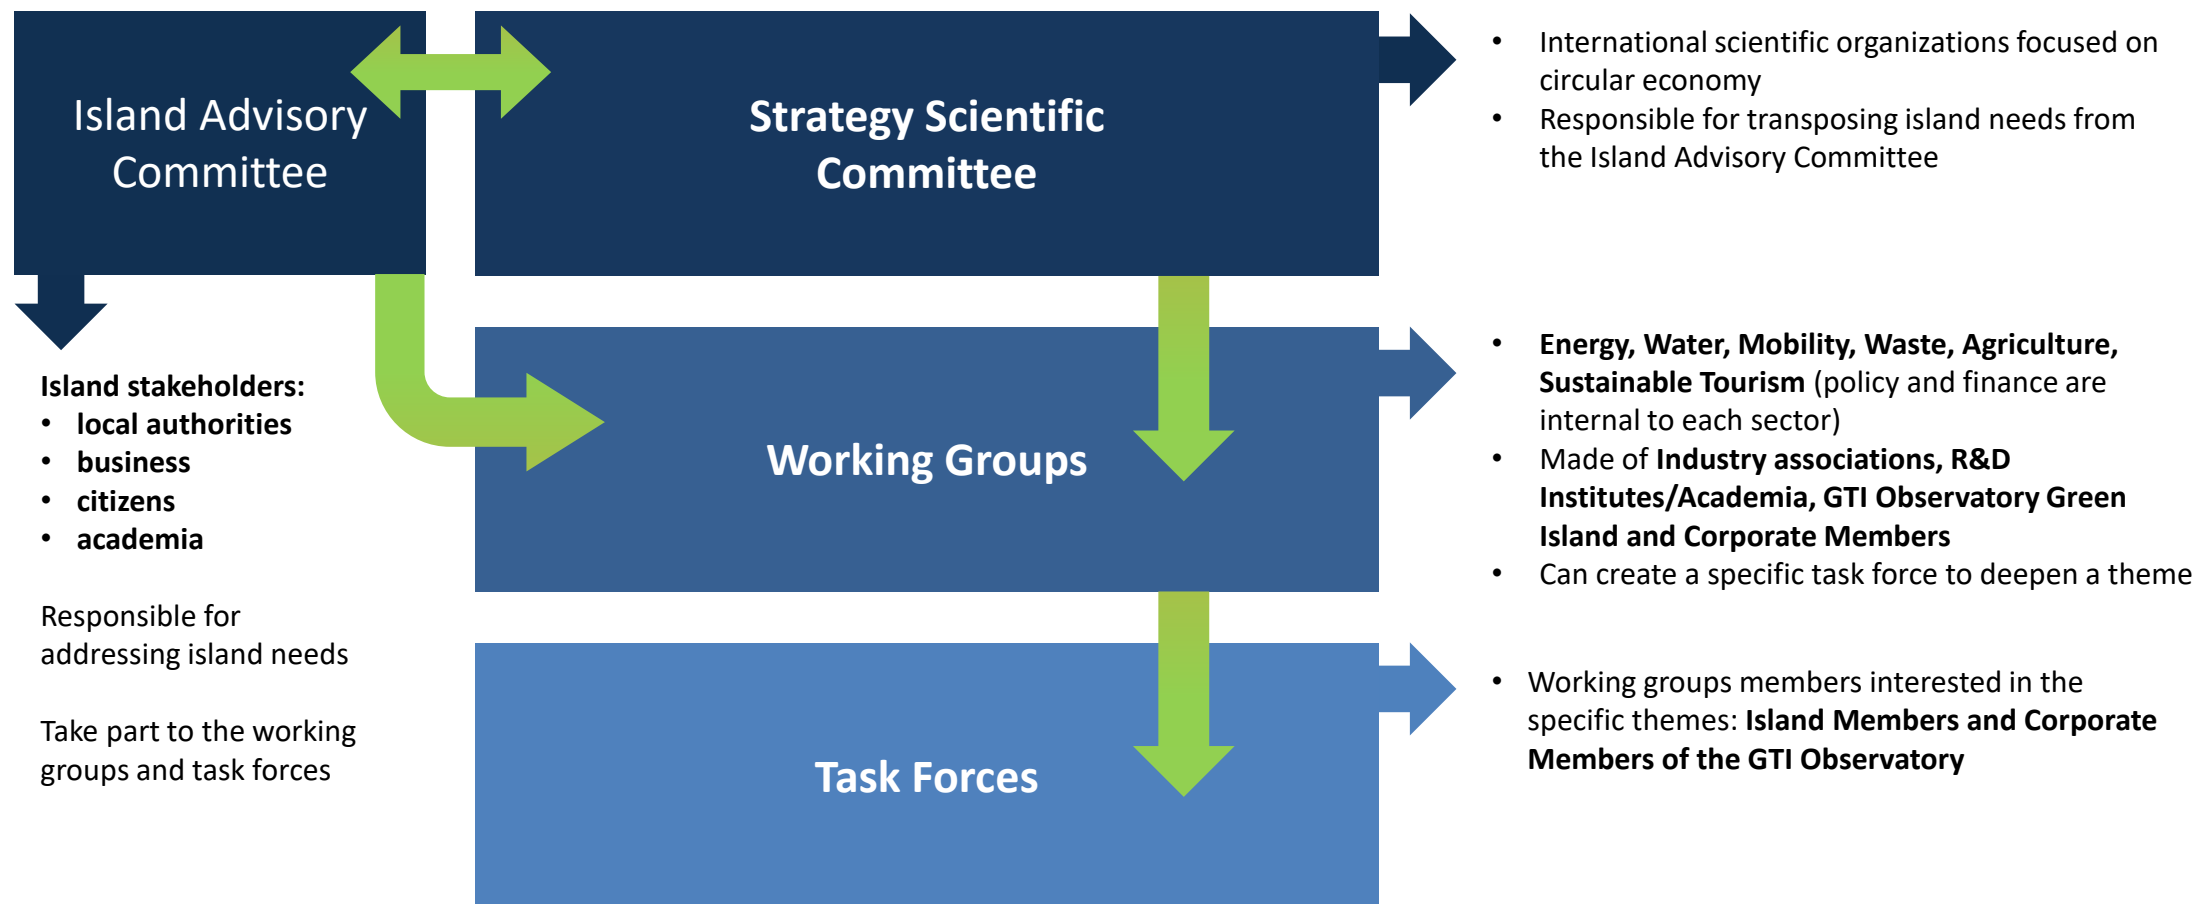 Island Advisory
Committee
Island stakeholders:
• local authorities
• business
• citizens
• academia
Responsible for
addressing island needs
Take part to the working
groups and task forces
Strategy Scientific
Committee
• International scientific organizations focused on
circular economy
• Responsible for transposing island needs from
the Island Advisory Committee
Working Groups
• Energy, Water, Mobility, Waste, Agriculture,
Sustainable Tourism (policy and finance are
internal to each sector)
• Made of Industry associations, R&D
Institutes/Academia, GTI Observatory Green
Island and Corporate Members
• Can create a specific task force to deepen a theme
Task Forces
• Working groups members interested in the
specific themes: Island Members and Corporate
Members of the GTI Observatory